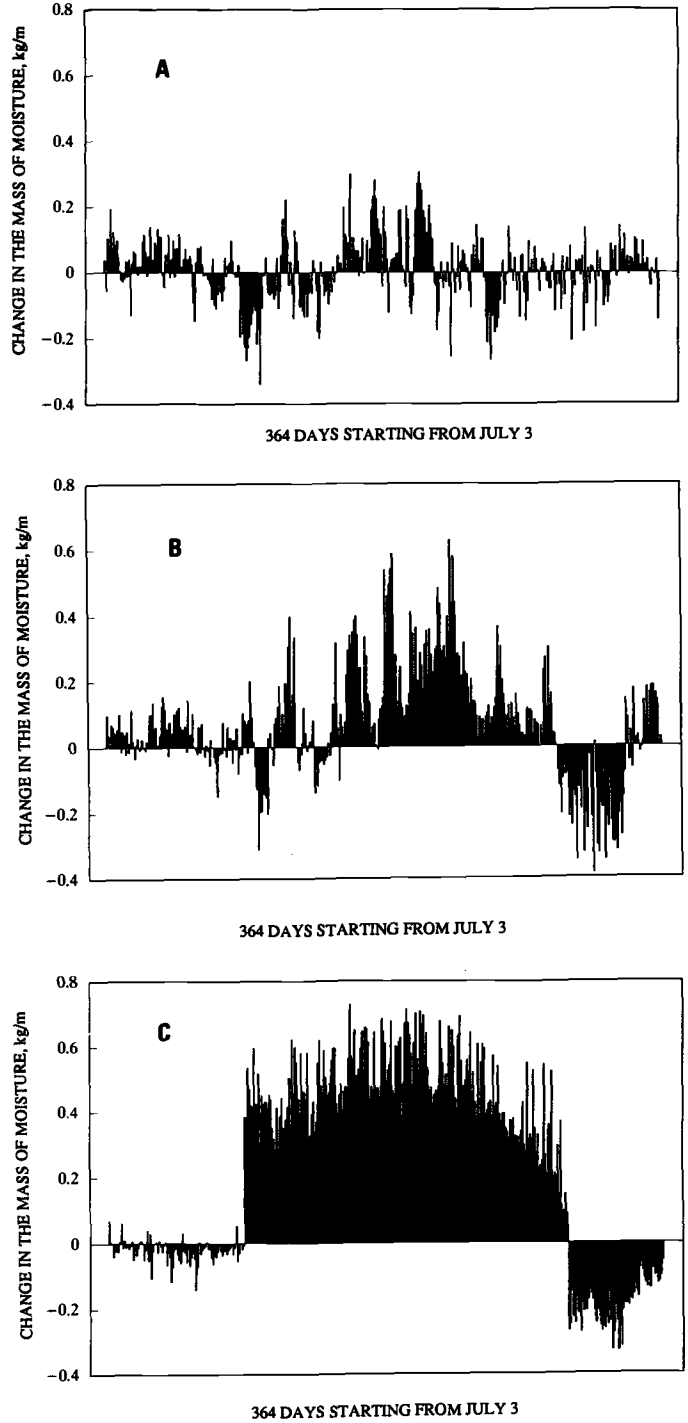 0.8
0.6
0.4
0.2
0
−0.2
−0.4
CHANGE IN THE MASS OF MOISTURE, kg/m
A
364 DAYS STARTING FROM JULY 3
0.8
0.6
0.4
0.2
0
−0.2
−0.4
CHANGE IN THE MASS OF MOISTURE, kg/m
B
364 DAYS STARTING FROM JULY 3
0.8
0.6
0.4
0.2
0
−0.2
−0.4
CHANGE IN THE MASS OF MOISTURE, kg/m
C
364 DAYS STARTING FROM JULY 3